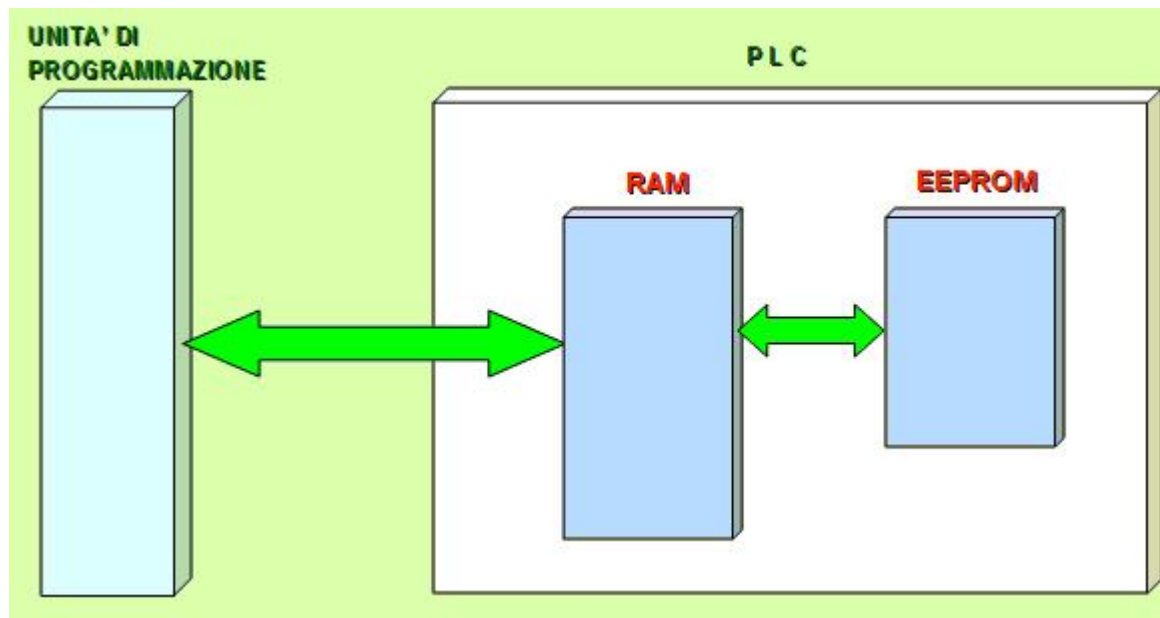 UNITA' DI
PROGRAMMAZIONE
P L C
RAM
EEPROM